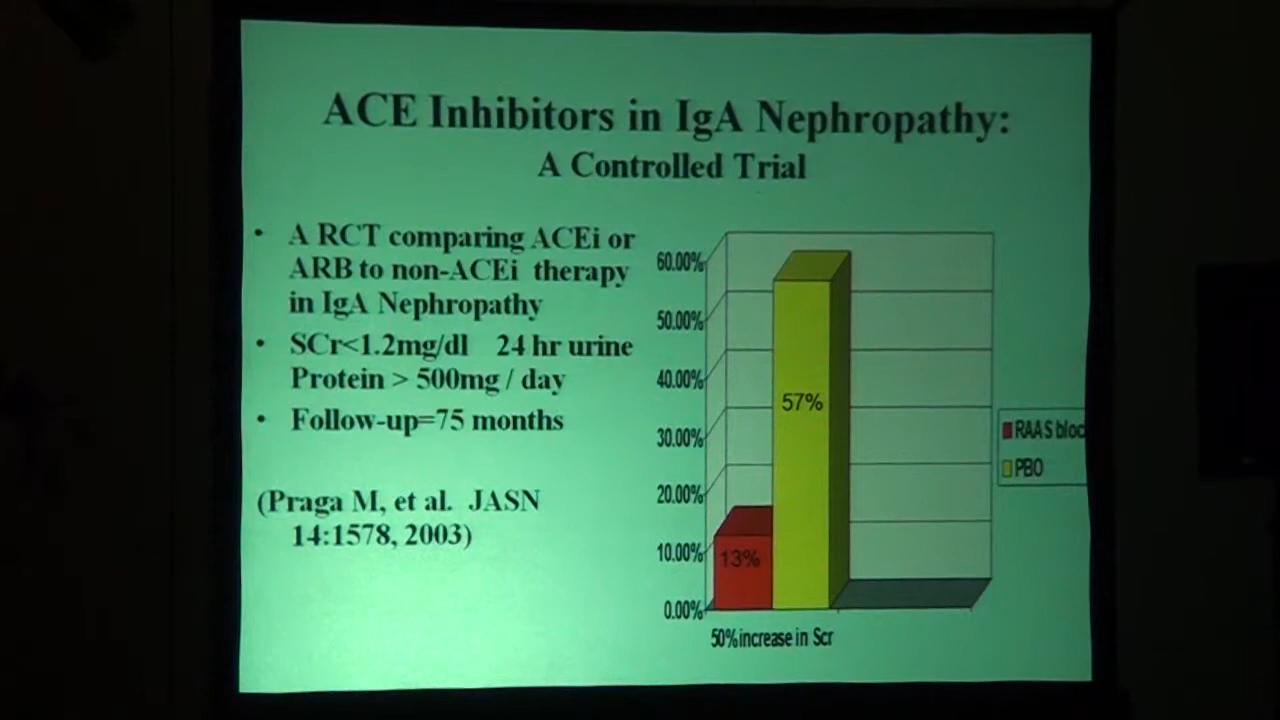 ACE Inhibitors in IgA Nephropathy:
A Controlled Trial
• A RCT comparing ACEi or
ARB to non-ACEi therapy
in IgA Nephropathy
• SCr<1.2mg/dl 24 hr urine
Protein > 500mg / day
• Follow-up=75 months
(Praga M, et al. JASN
14:1578, 2003)
60.00%
50.00%
40.00%
30.00%
20.00%
10.00%
0.00%
57%
13%
50% increase in Scr
RAAS bloc
PBO